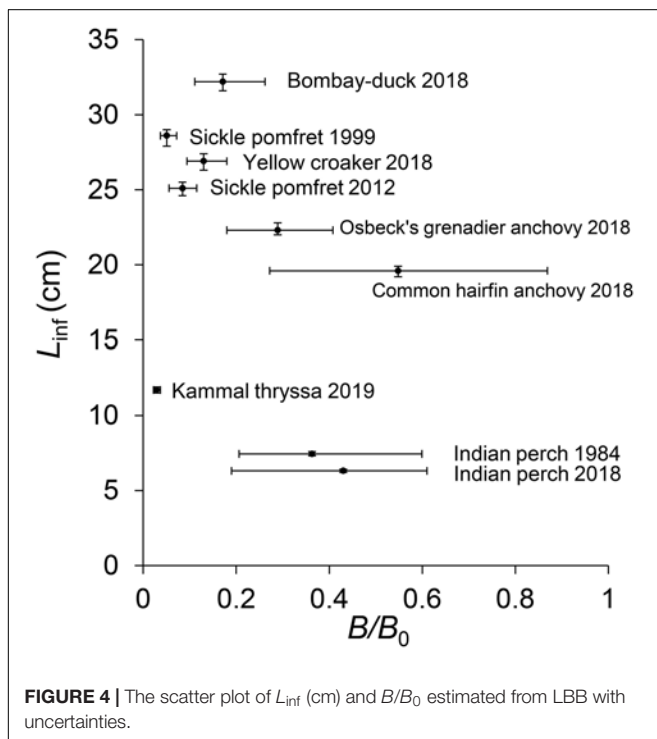 35
30
25
20
15
10
5
0
L_inf (cm)
Bombay-duck 2018
Sickle pomfret 1999
Yellow croaker 2018
Sickle pomfret 2012
Osbeck's grenadier anchovy 2018
Common hairfin anchovy 2018
Kammal thryssa 2019
Indian perch 1984
Indian perch 2018
0 0.2 0.4 0.6 0.8 1
B/B₀
FIGURE 4 | The scatter plot of L_inf (cm) and B/B₀ estimated from LBB with
uncertainties.